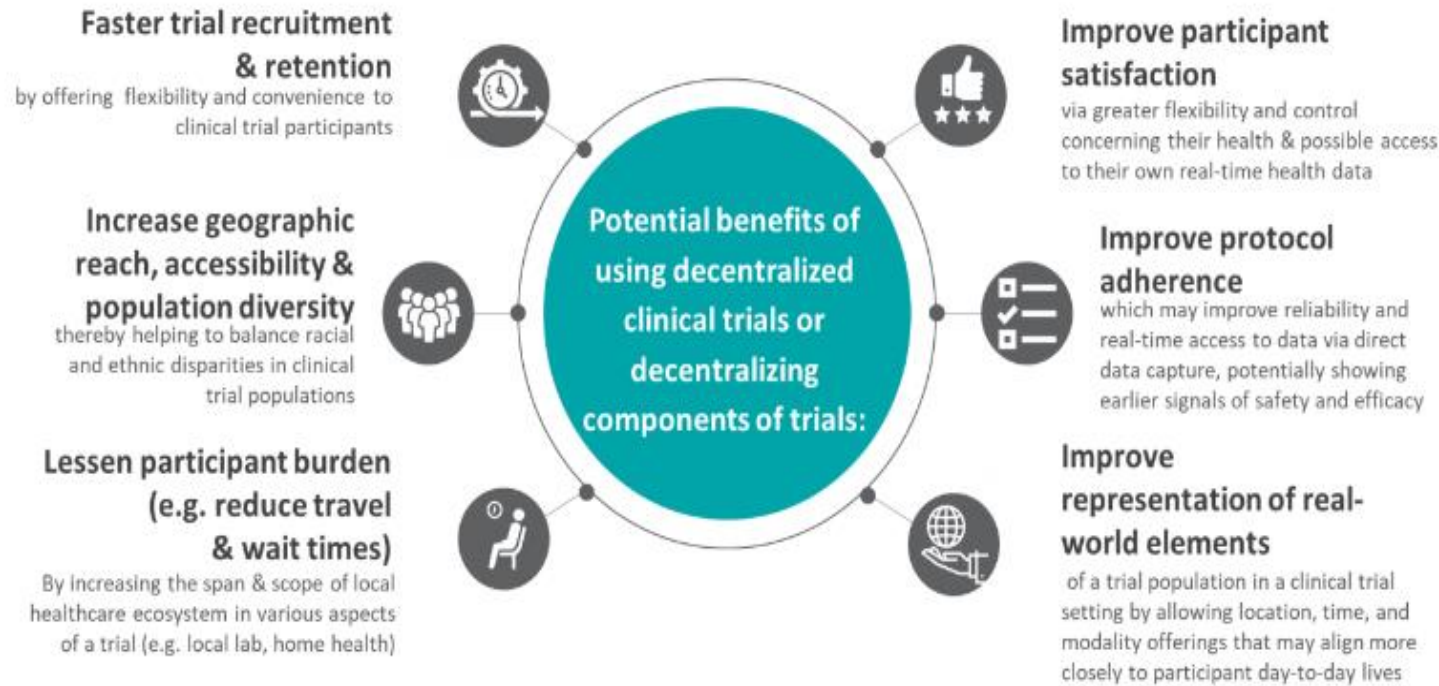 Faster trial recruitment
& retention
by offering flexibility and convenience to
clinical trial participants
Increase geographic
reach, accessibility &
population diversity
thereby helping to balance racial
and ethnic disparities in clinical
trial populations
Lessen participant burden
(e.g. reduce travel
& wait times)
By increasing the span & scope of local
healthcare ecosystem in various aspects
of a trial (e.g. local lab, home health)
Potential benefits of
using decentralized
clinical trials or
decentralizing
components of trials:
Improve participant
satisfaction
via greater flexibility and control
concerning their health & possible access
to their own real-time health data
Improve protocol
adherence
which may improve reliability and
real-time access to data via direct
data capture, potentially showing
earlier signals of safety and efficacy
Improve
representation of real-
world elements
of a trial population in a clinical trial
setting by allowing location, time, and
modality offerings that may align more
closely to participant day-to-day lives